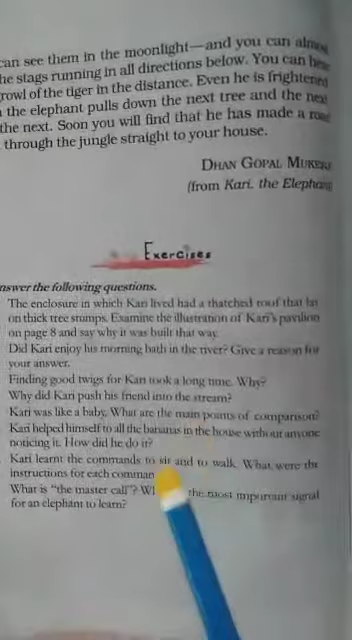 can see them in the moonlight—and you can almo
he stags running in all directions below. You can he
rowl of the tiger in the distance. Even he is frightened
the elephant pulls down the next tree and the nex
the next. Soon you will find that he has made a roa
through the jungle straight to your house.
DHAN GOPAL MUKER
(from Kari, the Elephant
Exercises
nswer the following questions.
The enclosure in which Kari lived had a thatched roof that lay
on thick tree stumps. Examine the illustration of Kari's pavilion
on page 8 and say why it was built that way.
Did Kari enjoy his morning bath in the river? Give a reason for
your answer.
Finding good twigs for Kari took a long time. Why?
Why did Kari push his friend into the stream?
Kari was like a baby. What are the main points of comparison?
Kari helped himself to all the bananas in the house without anyone
noticing it. How did he do it?
Kari learnt the commands to sit and to walk. What were the
instructions for each comman
What is "the master call"? W the most important signal
for an elephant to learn?